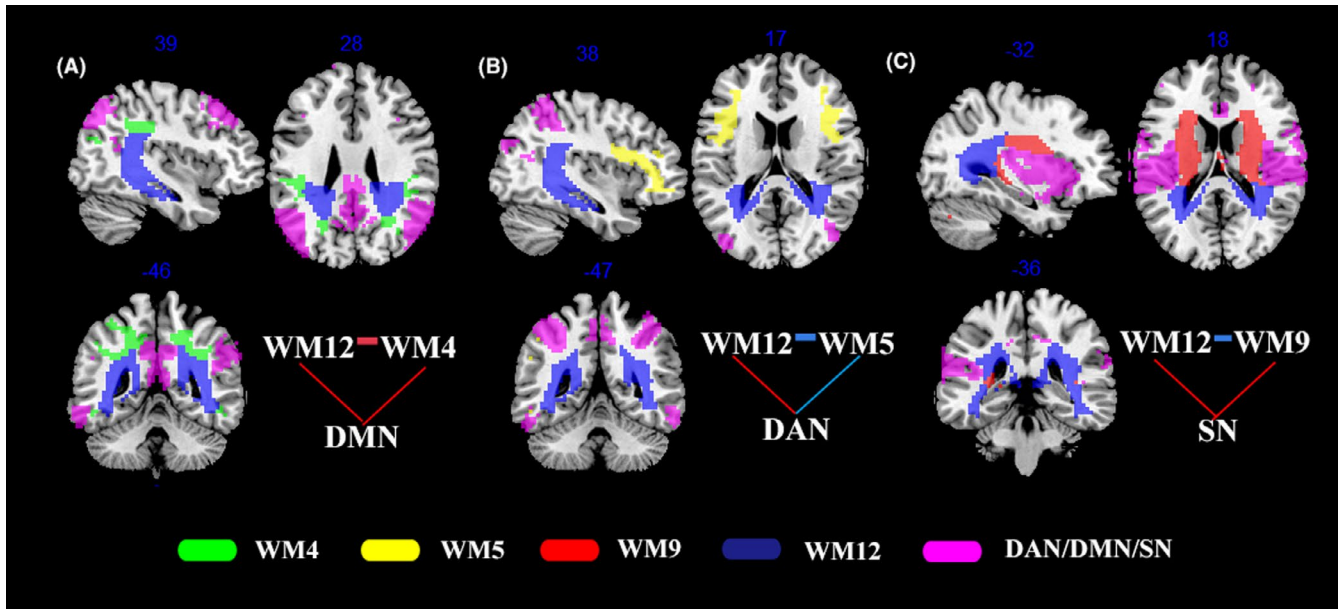 39 28 17 18
(A) (B) 38 (C) -32
-46 -47 -36
WM12 WM4 WM12 WM5 WM12 WM9
DMN DAN SN
WM4 WM5 WM9 WM12 DAN/DMN/SN